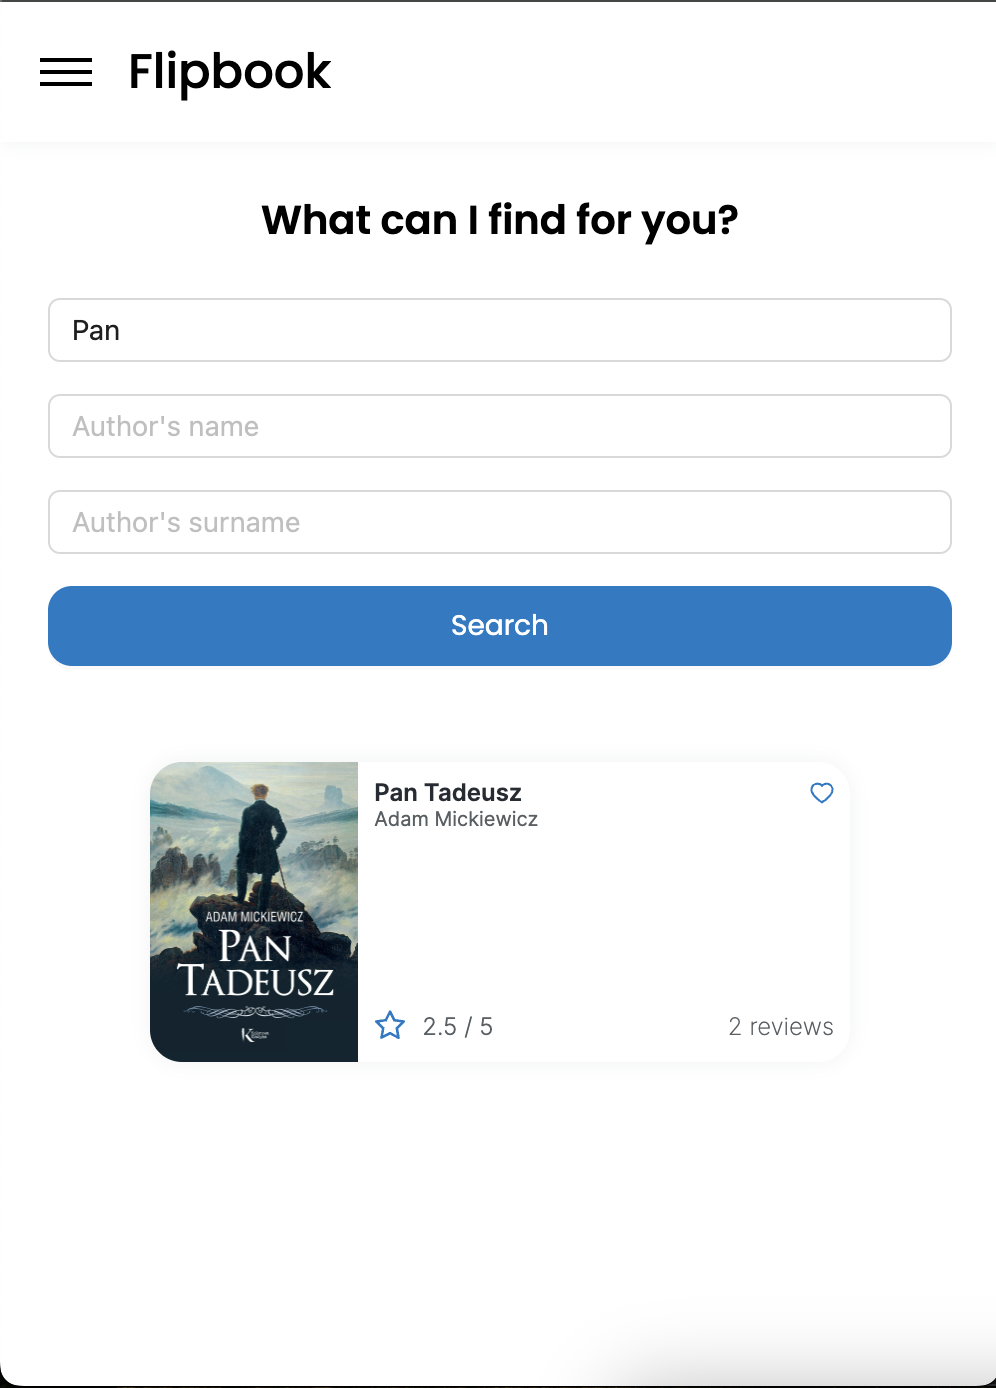 Flipbook
What can I find for you?
Pan
Author's name
Author's surname
Search
Pan Tadeusz
Adam Mickiewicz
ADAM MICKIEWICZ
PAN
TADEUSZ
2.5 / 5
2 reviews